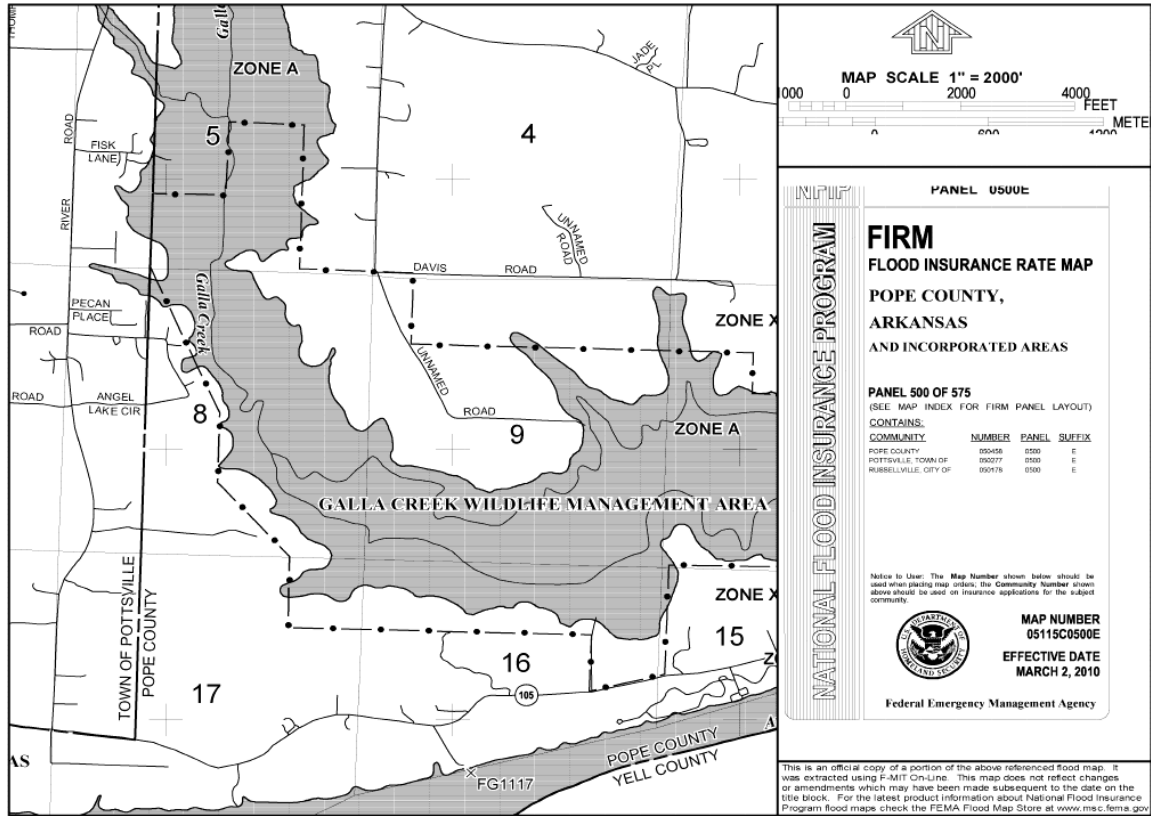 Galla
ZONE A
JADE
PL
ROAD
FISK
LANE
5
4
RIVER
UNNAMED
ROAD
DAVIS ROAD
Galla Creek
PECAN
PLACE
ROAD
ZONE X
UNNAMED
ROAD
ROAD ANGEL
LAKE CIR
8
9
ZONE A
GALLA CREEK WILDLIFE MANAGEMENT AREA
TOWN OF POTTSVILLE
POPE COUNTY
ZONE X
15
16
17
105
POPE COUNTY
YELL COUNTY
AS
FG1117
MAP SCALE 1" = 2000'
1000 0 2000 4000
FEET
METE
0 600 1200
NFIP
PANEL 0500E
NATIONAL FLOOD INSURANCE PROGRAM
FIRM
FLOOD INSURANCE RATE MAP
POPE COUNTY,
ARKANSAS
AND INCORPORATED AREAS
PANEL 500 OF 575
(SEE MAP INDEX FOR FIRM PANEL LAYOUT)
CONTAINS:
COMMUNITY NUMBER PANEL SUFFIX
POPE COUNTY 050458 0500 E
POTTSVILLE, TOWN OF 050277 0500 E
RUSSELLVILLE, CITY OF 050178 0500 E
Notice to User: The Map Number shown below should be
used when placing map orders; the Community Number shown
above should be used on insurance applications for the subject
community.
U.S. DEPARTMENT OF
HOMELAND SECURITY
MAP NUMBER
05115C0500E
EFFECTIVE DATE
MARCH 2, 2010
Federal Emergency Management Agency
This is an official copy of a portion of the above referenced flood map. It
was extracted using F-MIT On-Line. This map does not reflect changes
or amendments which may have been made subsequent to the date on the
title block. For the latest product information about National Flood Insurance
Program flood maps check the FEMA Flood Map Store at www.msc.fema.gov